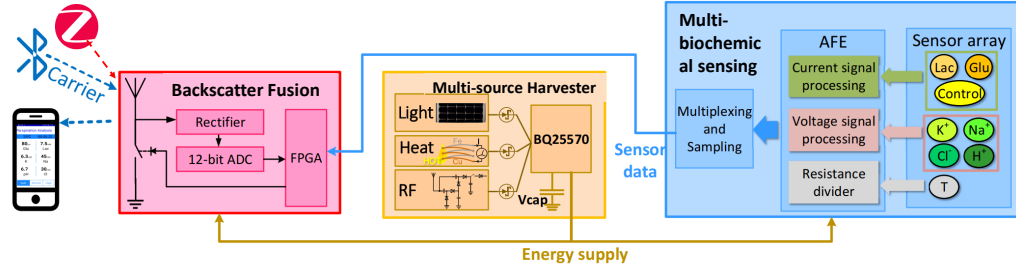 Carrier
Backscatter Fusion
Rectifier
12-bit ADC
FPGA
Multi-source Harvester
Light
Heat
HOT
Fe
Cu
RF
BQ25570
Vcap
Sensor
data
Energy supply
Multi-
biochemic
al sensing
Multiplexing
and
Sampling
AFE
Current signal
processing
Voltage signal
processing
Resistance
divider
Sensor array
Lac
Glu
Control
K⁺
Na⁺
Cl⁻
H⁺
T